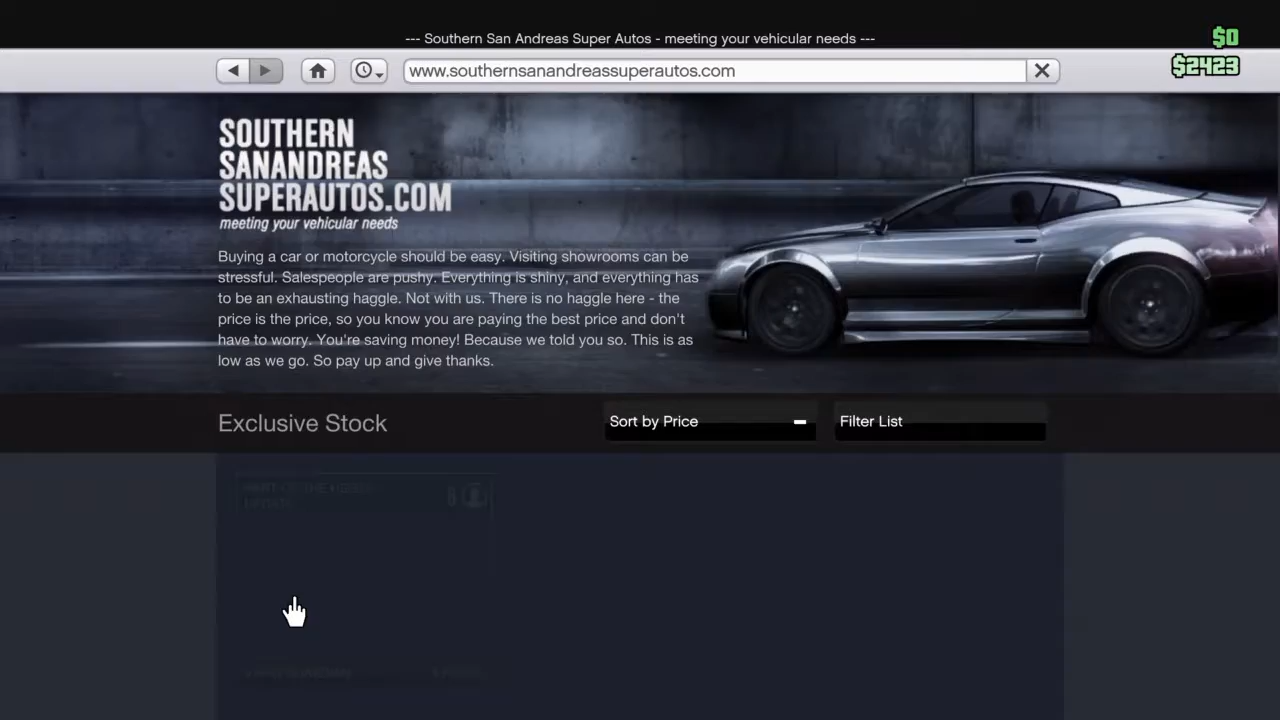 --- Southern San Andreas Super Autos - meeting your vehicular needs ---
$0
$2423
www.southernsanandreassuperautos.com
SOUTHERN
SANANDREAS
SUPERAUTOS.COM
meeting your vehicular needs
Buying a car or motorcycle should be easy. Visiting showrooms can be
stressful. Salespeople are pushy. Everything is shiny, and everything has
to be an exhausting haggle. Not with us. There is no haggle here - the
price is the price, so you know you are paying the best price and don't
have to worry. You're saving money! Because we told you so. This is as
low as we go. So pay up and give thanks.
Exclusive Stock
Sort by Price
Filter List